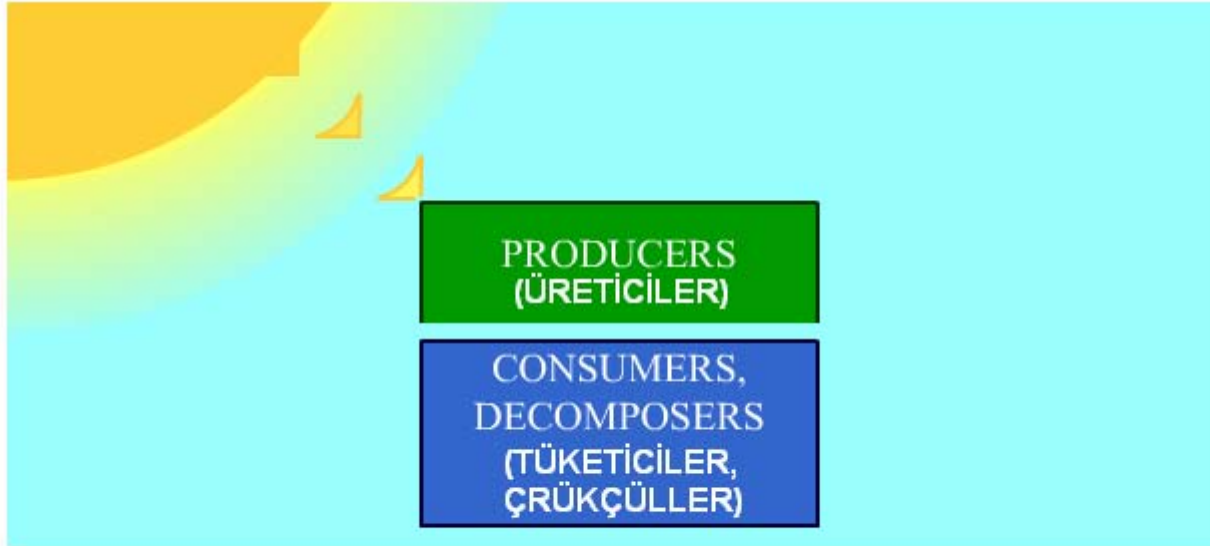 PRODUCERS
(ÜRETİCİLER)
CONSUMERS,
DECOMPOSERS
(TÜKETİCİLER,
ÇRÜKÇÜLLER)